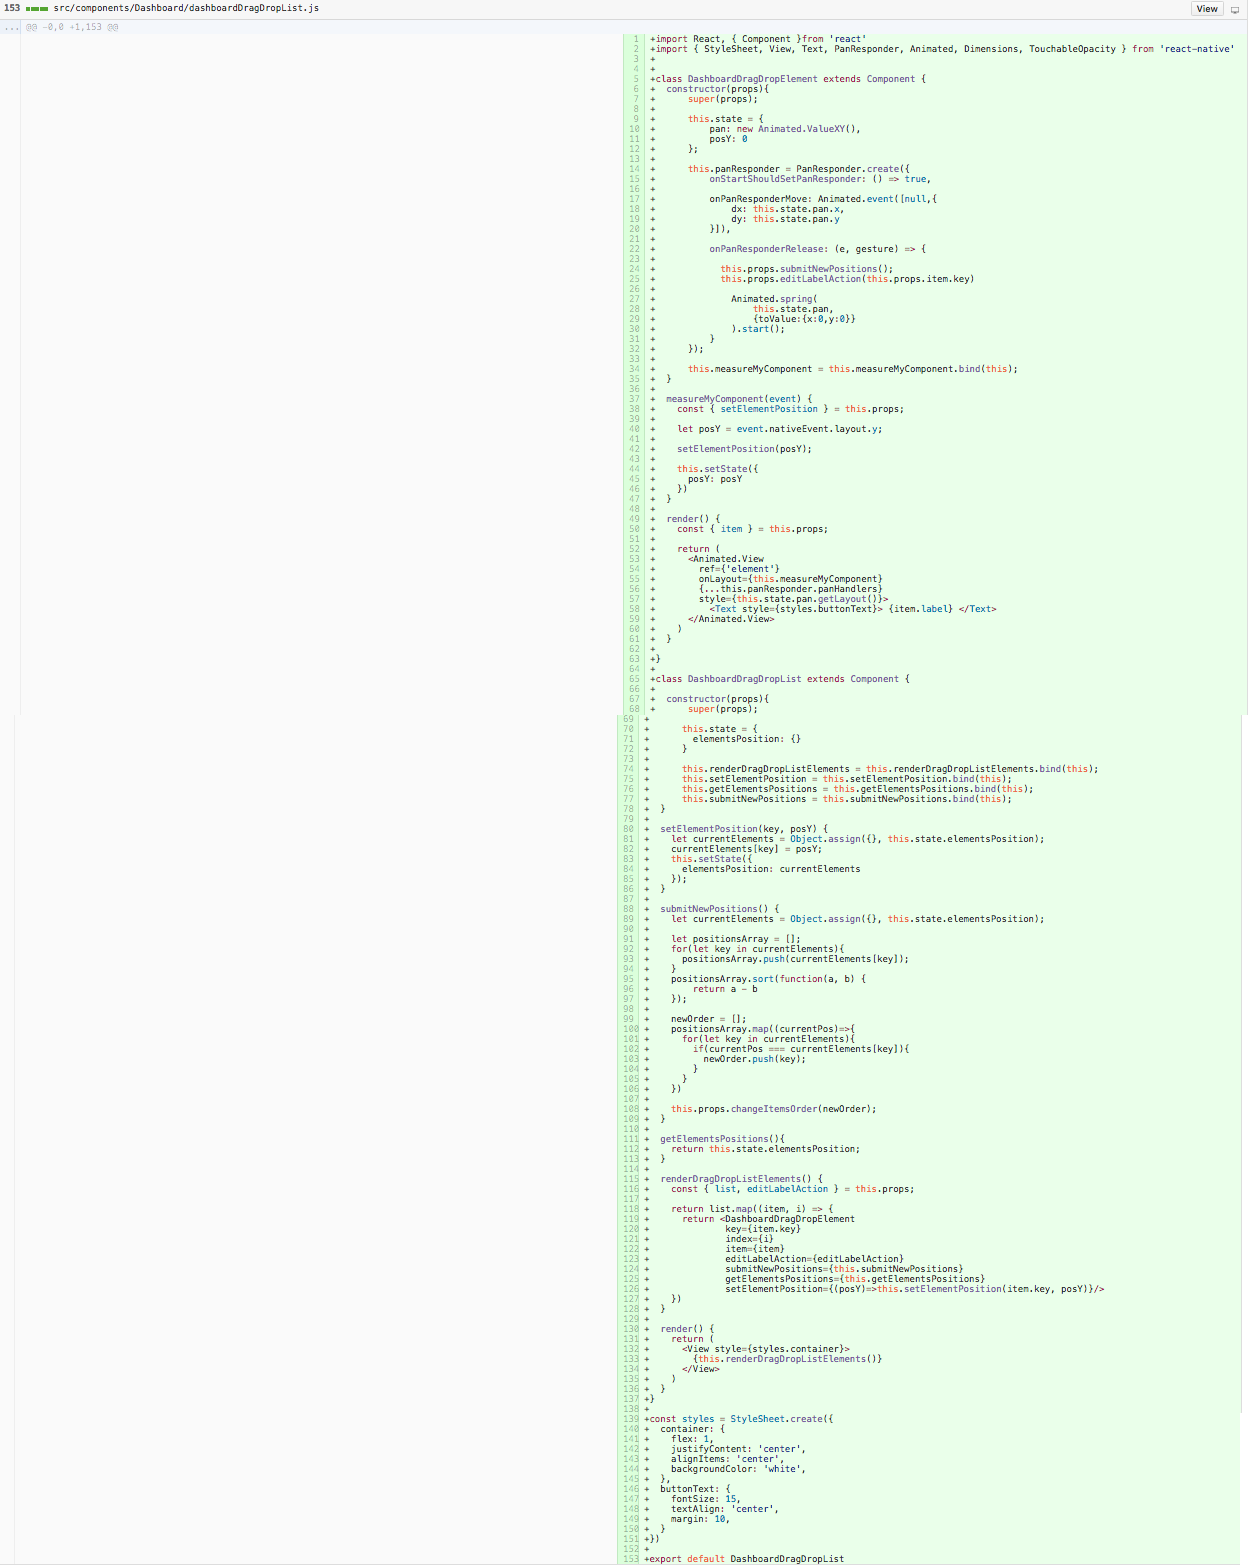 153 src/components/Dashboard/dashboardDragDropList.js View
... @@ -0,0 +1,153 @@
1 +import React, { Component }from 'react'
2 +import { StyleSheet, View, Text, PanResponder, Animated, Dimensions, TouchableOpacity } from 'react-native'
3 +
4 +
5 +class DashboardDragDropElement extends Component {
6 +  constructor(props){
7 +      super(props);
8 +
9 +      this.state = {
10 +          pan: new Animated.ValueXY(),
11 +          posY: 0
12 +      };
13 +
14 +      this.panResponder = PanResponder.create({
15 +          onStartShouldSetPanResponder: () => true,
16 +
17 +          onPanResponderMove: Animated.event([null,{
18 +              dx: this.state.pan.x,
19 +              dy: this.state.pan.y
20 +          }]),
21 +
22 +          onPanResponderRelease: (e, gesture) => {
23 +
24 +            this.props.submitNewPositions();
25 +            this.props.editLabelAction(this.props.item.key)
26 +
27 +              Animated.spring(
28 +                  this.state.pan,
29 +                  {toValue:{x:0,y:0}}
30 +              ).start();
31 +          }
32 +      });
33 +
34 +      this.measureMyComponent = this.measureMyComponent.bind(this);
35 +  }
36 +
37 +  measureMyComponent(event) {
38 +    const { setElementPosition } = this.props;
39 +
40 +    let posY = event.nativeEvent.layout.y;
41 +
42 +    setElementPosition(posY);
43 +
44 +    this.setState({
45 +      posY: posY
46 +    })
47 +  }
48 +
49 +  render() {
50 +    const { item } = this.props;
51 +
52 +    return (
53 +      <Animated.View
54 +        ref={'element'}
55 +        onLayout={this.measureMyComponent}
56 +        {...this.panResponder.panHandlers}
57 +        style={this.state.pan.getLayout()}>
58 +          <Text style={styles.buttonText}> {item.label} </Text>
59 +      </Animated.View>
60 +    )
61 +  }
62 +
63 +}
64 +
65 +class DashboardDragDropList extends Component {
66 +
67 +  constructor(props){
68 +      super(props);
69 +
70 +      this.state = {
71 +        elementsPosition: {}
72 +      }
73 +
74 +      this.renderDragDropListElements = this.renderDragDropListElements.bind(this);
75 +      this.setElementPosition = this.setElementPosition.bind(this);
76 +      this.getElementsPositions = this.getElementsPositions.bind(this);
77 +      this.submitNewPositions = this.submitNewPositions.bind(this);
78 +  }
79 +
80 +  setElementPosition(key, posY) {
81 +    let currentElements = Object.assign({}, this.state.elementsPosition);
82 +    currentElements[key] = posY;
83 +    this.setState({
84 +      elementsPosition: currentElements
85 +    });
86 +  }
87 +
88 +  submitNewPositions() {
89 +    let currentElements = Object.assign({}, this.state.elementsPosition);
90 +
91 +    let positionsArray = [];
92 +    for(let key in currentElements){
93 +      positionsArray.push(currentElements[key]);
94 +    }
95 +    positionsArray.sort(function(a, b) {
96 +        return a - b
97 +    });
98 +
99 +    newOrder = [];
100 +    positionsArray.map((currentPos)=>{
101 +      for(let key in currentElements){
102 +        if(currentPos === currentElements[key]){
103 +          newOrder.push(key);
104 +        }
105 +      }
106 +    })
107 +
108 +    this.props.changeItemsOrder(newOrder);
109 +  }
110 +
111 +  getElementsPositions(){
112 +    return this.state.elementsPosition;
113 +  }
114 +
115 +  renderDragDropListElements() {
116 +    const { list, editLabelAction } = this.props;
117 +
118 +    return list.map((item, i) => {
119 +      return <DashboardDragDropElement
120 +              key={item.key}
121 +              index={i}
122 +              item={item}
123 +              editLabelAction={editLabelAction}
124 +              submitNewPositions={this.submitNewPositions}
125 +              getElementsPositions={this.getElementsPositions}
126 +              setElementPosition={(posY)=>this.setElementPosition(item.key, posY)}/>
127 +    })
128 +  }
129 +
130 +  render() {
131 +    return (
132 +      <View style={styles.container}>
133 +        {this.renderDragDropListElements()}
134 +      </View>
135 +    )
136 +  }
137 +}
138 +
139 +const styles = StyleSheet.create({
140 +  container: {
141 +    flex: 1,
142 +    justifyContent: 'center',
143 +    alignItems: 'center',
144 +    backgroundColor: 'white',
145 +  },
146 +  buttonText: {
147 +    fontSize: 15,
148 +    textAlign: 'center',
149 +    margin: 10,
150 +  }
151 +})
152 +
153 +export default DashboardDragDropList